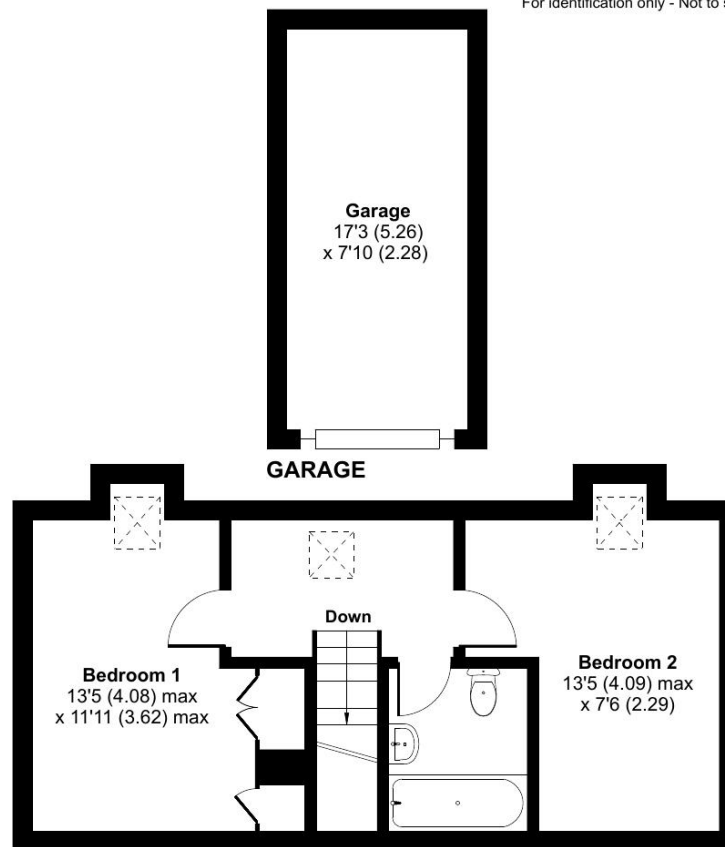 For identification only - Not to s
Garage
17'3 (5.26)
x 7'10 (2.28)
GARAGE
Down
Bedroom 1
13'5 (4.08) max
x 11'11 (3.62) max
Bedroom 2
13'5 (4.09) max
x 7'6 (2.29)